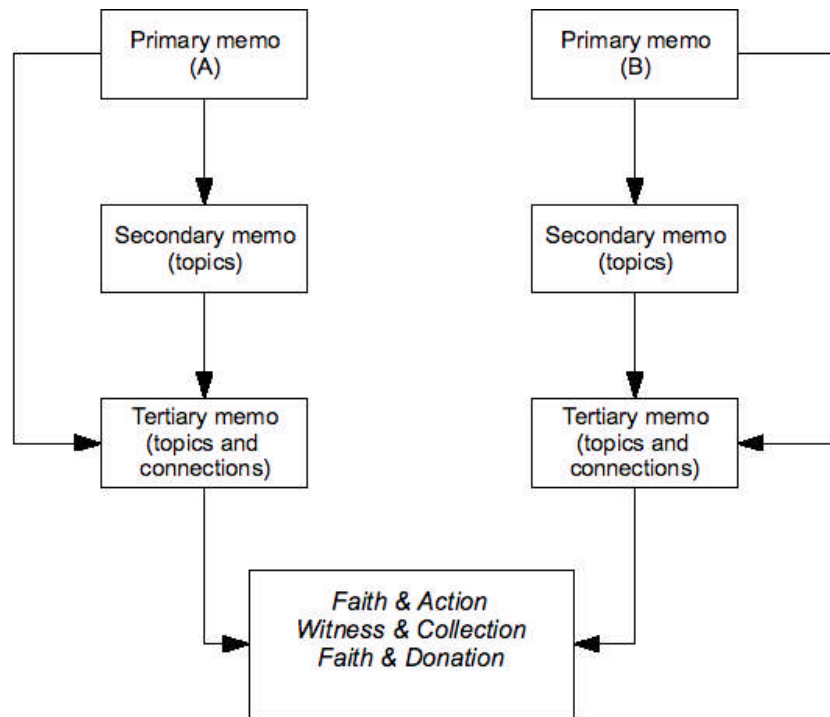 Primary memo
(A)
Primary memo
(B)
Secondary memo
(topics)
Secondary memo
(topics)
Tertiary memo
(topics and
connections)
Tertiary memo
(topics and
connections)
Faith & Action
Witness & Collection
Faith & Donation